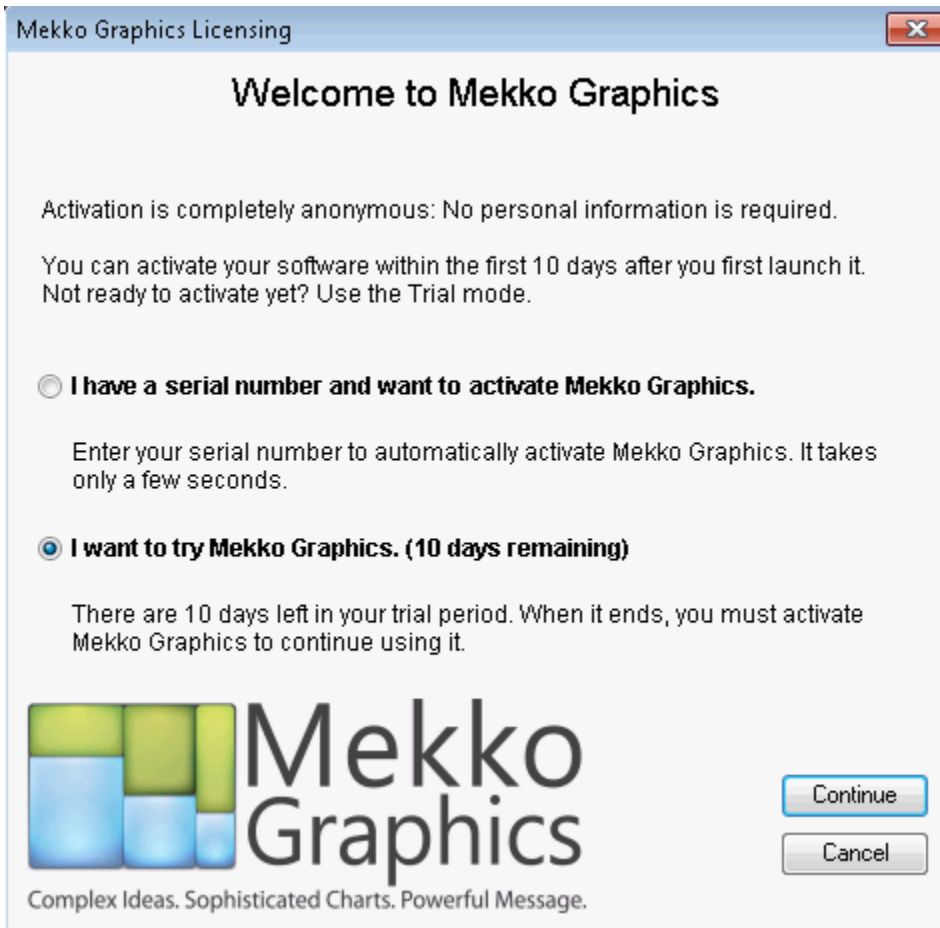 Mekko Graphics Licensing
Welcome to Mekko Graphics
Activation is completely anonymous: No personal information is required.
You can activate your software within the first 10 days after you first launch it.
Not ready to activate yet? Use the Trial mode.
I have a serial number and want to activate Mekko Graphics.
Enter your serial number to automatically activate Mekko Graphics. It takes
only a few seconds.
I want to try Mekko Graphics. (10 days remaining)
There are 10 days left in your trial period. When it ends, you must activate
Mekko Graphics to continue using it.
Mekko
Graphics
Complex Ideas. Sophisticated Charts. Powerful Message.
Continue
Cancel